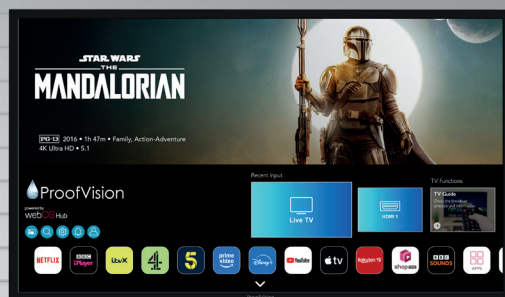 STAR WARS
THE
MANDALORIAN
PG-13 2016 • 1h 47m • Family, Action-Adventure
4K Ultra HD • 5.1
Recent input
TV functions
ProofVision
powered by
webOS Hub
Live TV
HDMI 1
TV Guide
NETFLIX
BBC
iPlayer
itvX
4
5
prime
video
Disney+
YouTube
tv
Rakuten TV
shop
BBC
SOUNDS
APPS
ProofVision